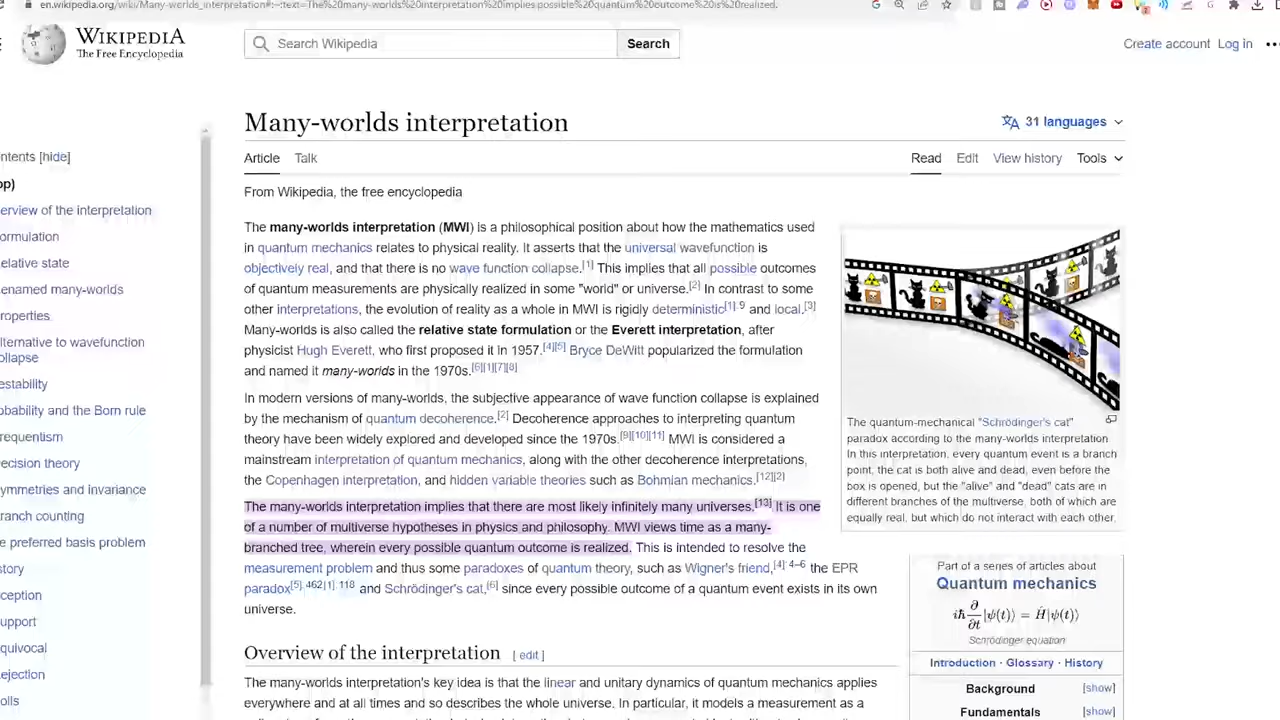 en.wikipedia.org/wiki/Many-worlds_interpretation#:~:text=The%20many-worlds%20interpretation%20implies,possible%20quantum%20outcome%20is%20realized.
WIKIPEDIA
The Free Encyclopedia
Search Wikipedia
Search
Create account Log in
Many-worlds interpretation
31 languages
Article Talk
Read Edit View history Tools
From Wikipedia, the free encyclopedia
ntents [hide]
op)
erview of the interpretation
ormulation
elative state
enamed many-worlds
roperties
lternative to wavefunction
ollapse
estability
obability and the Born rule
requentism
ecision theory
ymmetries and invariance
ranch counting
e preferred basis problem
story
ception
upport
quivocal
ejection
olls
The many-worlds interpretation (MWI) is a philosophical position about how the mathematics used
in quantum mechanics relates to physical reality. It asserts that the universal wavefunction is
objectively real, and that there is no wave function collapse.[1] This implies that all possible outcomes
of quantum measurements are physically realized in some "world" or universe.[2] In contrast to some
other interpretations, the evolution of reality as a whole in MWI is rigidly deterministic[1]:9 and local.[3]
Many-worlds is also called the relative state formulation or the Everett interpretation, after
physicist Hugh Everett, who first proposed it in 1957.[4][5] Bryce DeWitt popularized the formulation
and named it many-worlds in the 1970s.[6][1][7][8]
In modern versions of many-worlds, the subjective appearance of wave function collapse is explained
by the mechanism of quantum decoherence.[2] Decoherence approaches to interpreting quantum
theory have been widely explored and developed since the 1970s.[9][10][11] MWI is considered a
mainstream interpretation of quantum mechanics, along with the other decoherence interpretations,
the Copenhagen interpretation, and hidden variable theories such as Bohmian mechanics.[12][2]
The many-worlds interpretation implies that there are most likely infinitely many universes.[13] It is one
of a number of multiverse hypotheses in physics and philosophy. MWI views time as a many-
branched tree, wherein every possible quantum outcome is realized. This is intended to resolve the
measurement problem and thus some paradoxes of quantum theory, such as Wigner's friend,[4]:4–6 the EPR
paradox[5]:462[1]:118 and Schrödinger's cat,[6] since every possible outcome of a quantum event exists in its own
universe.
The quantum-mechanical "Schrödinger's cat"
paradox according to the many-worlds interpretation
In this interpretation, every quantum event is a branch
point, the cat is both alive and dead, even before the
box is opened, but the "alive" and "dead" cats are in
different branches of the multiverse, both of which are
equally real, but which do not interact with each other.
Part of a series of articles about
Quantum mechanics
iħ ∂/∂t |ψ(t)⟩ = Ĥ|ψ(t)⟩
Schrödinger equation
Introduction · Glossary · History
Background [show]
Fundamentals [show]
Overview of the interpretation [ edit ]
The many-worlds interpretation's key idea is that the linear and unitary dynamics of quantum mechanics applies
everywhere and at all times and so describes the whole universe. In particular, it models a measurement as a